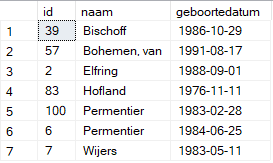 id naam geboortedatum
1 39 Bischoff 1986-10-29
2 57 Bohemen, van 1991-08-17
3 2 Elfring 1988-09-01
4 83 Hofland 1976-11-11
5 100 Permentier 1983-02-28
6 6 Permentier 1984-06-25
7 7 Wijers 1983-05-11